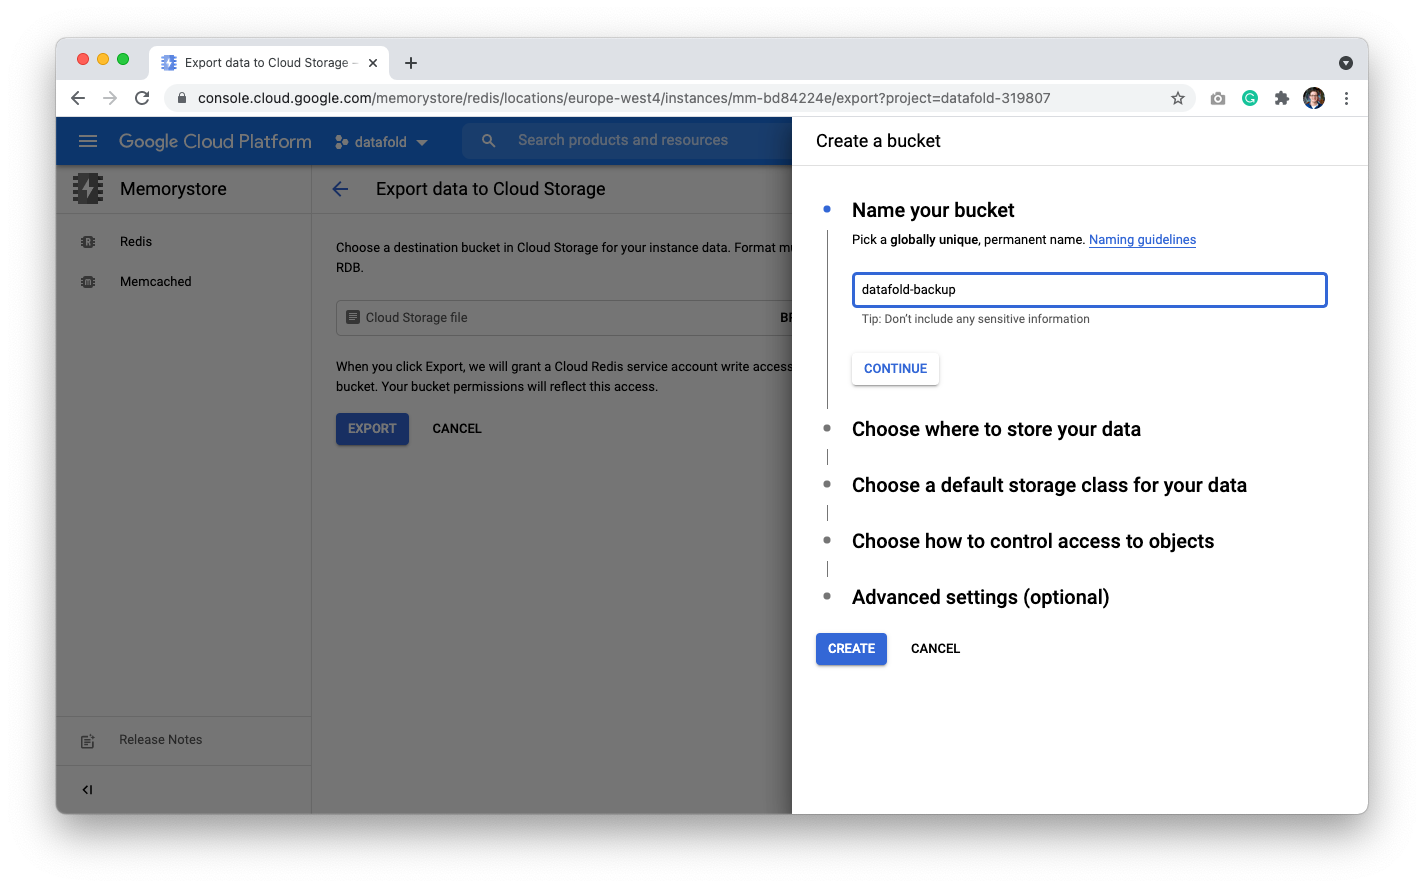 Export data to Cloud Storage –
console.cloud.google.com/memorystore/redis/locations/europe-west4/instances/mm-bd84224e/export?project=datafold-319807
Google Cloud Platform
datafold
Search products and resources
Create a bucket
Memorystore
Export data to Cloud Storage
Redis
Memcached
Choose a destination bucket in Cloud Storage for your instance data. Format mu
RDB.
Cloud Storage file
BR
When you click Export, we will grant a Cloud Redis service account write access
bucket. Your bucket permissions will reflect this access.
EXPORT
CANCEL
Name your bucket
Pick a globally unique, permanent name. Naming guidelines
datafold-backup
Tip: Don't include any sensitive information
CONTINUE
Choose where to store your data
Choose a default storage class for your data
Choose how to control access to objects
Advanced settings (optional)
CREATE
CANCEL
Release Notes